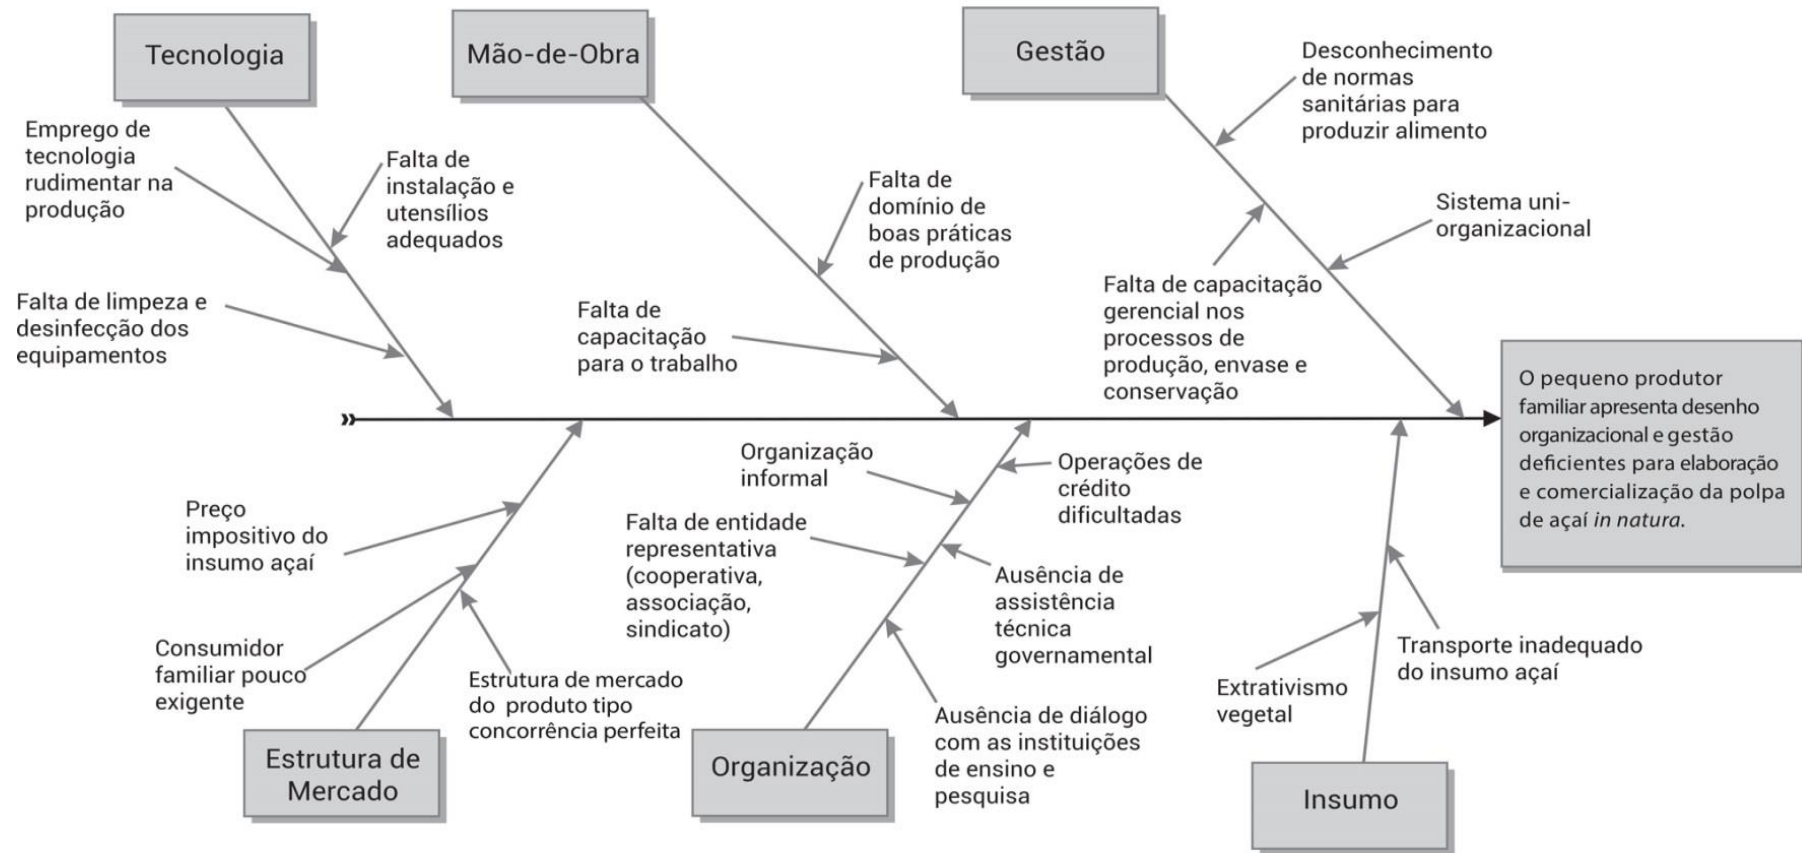 Tecnologia
Mão-de-Obra
Gestão
Desconhecimento
de normas
sanitárias para
produzir alimento
Emprego de
tecnologia
rudimentar na
produção
Falta de
instalação e
utensílios
adequados
Falta de
domínio de
boas práticas
de produção
Sistema uni-
organizacional
Falta de limpeza e
desinfecção dos
equipamentos
Falta de
capacitação
para o trabalho
Falta de capacitação
gerencial nos
processos de
produção, envase e
conservação
»
O pequeno produtor
familiar apresenta desenho
organizacional e gestão
deficientes para elaboração
e comercialização da polpa
de açaí in natura.
Preço
impositivo do
insumo açaí
Consumidor
familiar pouco
exigente
Estrutura de mercado
do produto tipo
concorrência perfeita
Estrutura de
Mercado
Organização
informal
Operações de
crédito
dificultadas
Falta de entidade
representativa
(cooperativa,
associação,
sindicato)
Ausência de
assistência
técnica
governamental
Ausência de diálogo
com as instituições
de ensino e
pesquisa
Organização
Transporte inadequado
do insumo açaí
Extrativismo
vegetal
Insumo